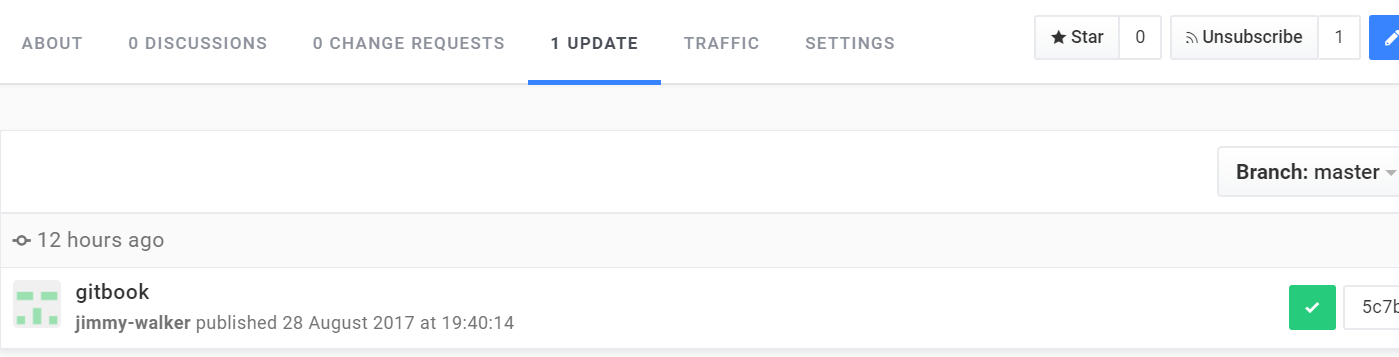 ABOUT 0 DISCUSSIONS 0 CHANGE REQUESTS 1 UPDATE TRAFFIC SETTINGS Star 0 Unsubscribe 1
Branch: master
12 hours ago
gitbook
jimmy-walker published 28 August 2017 at 19:40:14
5c7b